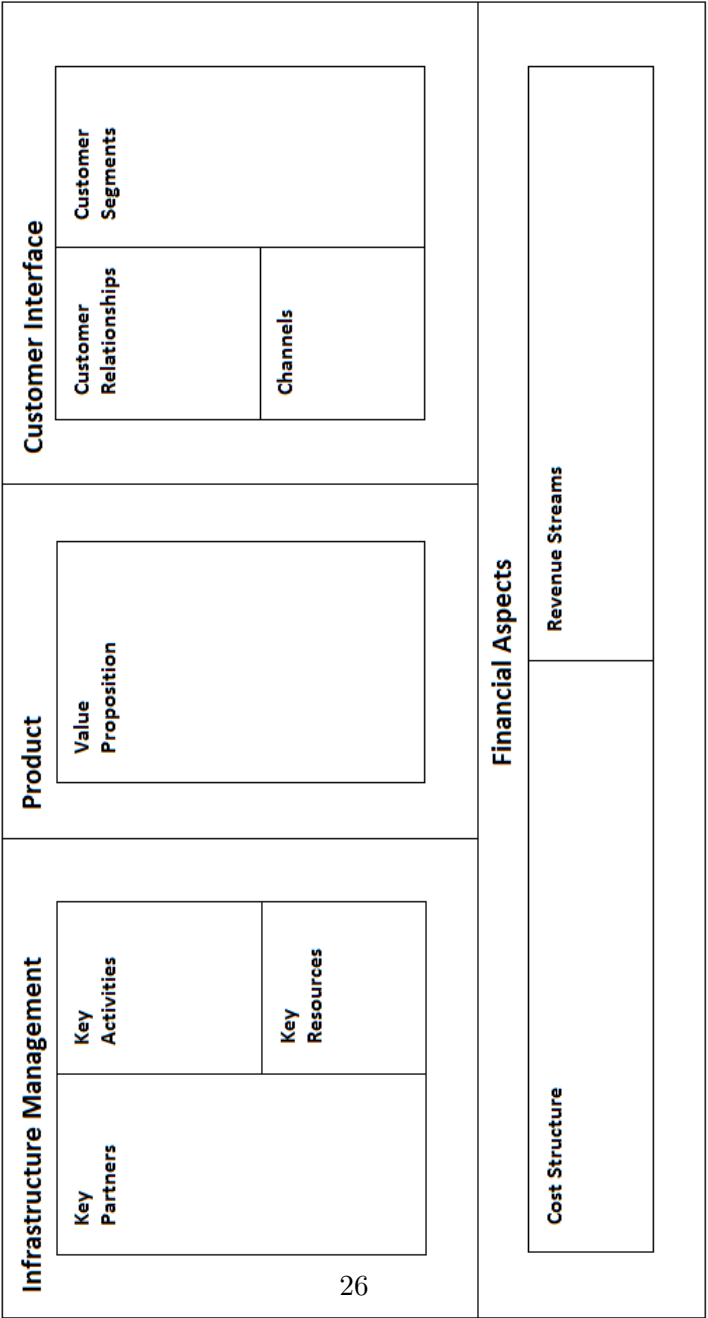 Infrastructure Management
Key
Partners
Key
Activities
Key
Resources
Product
Value
Proposition
Customer Interface
Customer
Relationships
Channels
Customer
Segments
Financial Aspects
Cost Structure
Revenue Streams
26